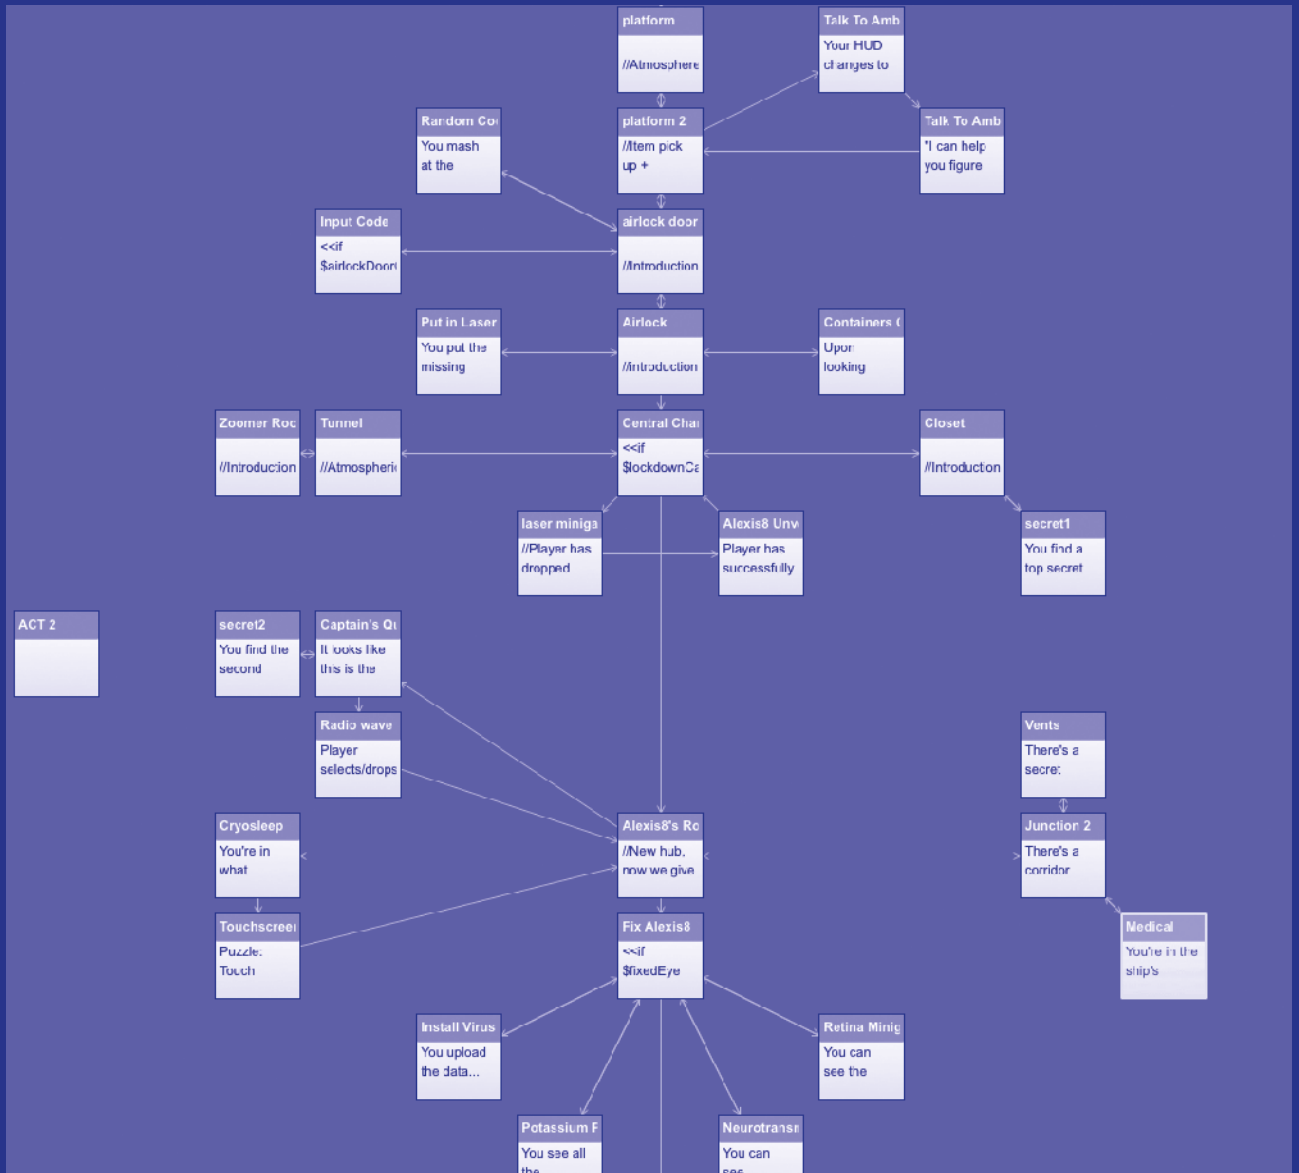 platform
//Atmosphere
Talk To Amb
Your HUD
changes to
Random Co
You mash
at the
platform 2
//Item pick
up +
Talk To Amb
"I can help
you figure
Input Code
<<if
$airlockDoor
airlock door
//Introduction
Put in Laser
You put the
missing
Airlock
//introduction
Containers
Upon
looking
Zoomer Roc
//Introduction
Tunnel
//Atmospheri
Central Cha
<<if
$lockdownCa
Closet
//Introduction
laser miniga
//Player has
dropped
Alexis8 Unv
Player has
successfully
secret1
You find a
top secret
ACT 2
secret2
You find the
second
Captain's Qu
It looks like
this is the
Radio wave
Player
selects/drops
Vents
There's a
secret
Cryosleep
You're in
what
Alexis8's Ro
//New hub,
now we give
Junction 2
There's a
corridor
Touchscreen
Puzzle:
Touch
Fix Alexis8
<<if
$fixedEye
Medical
You're in the
ship's
Install Virus
You upload
the data...
Retina Minig
You can
see the
Potassium F
You see all
the
Neurotransm
You can
see